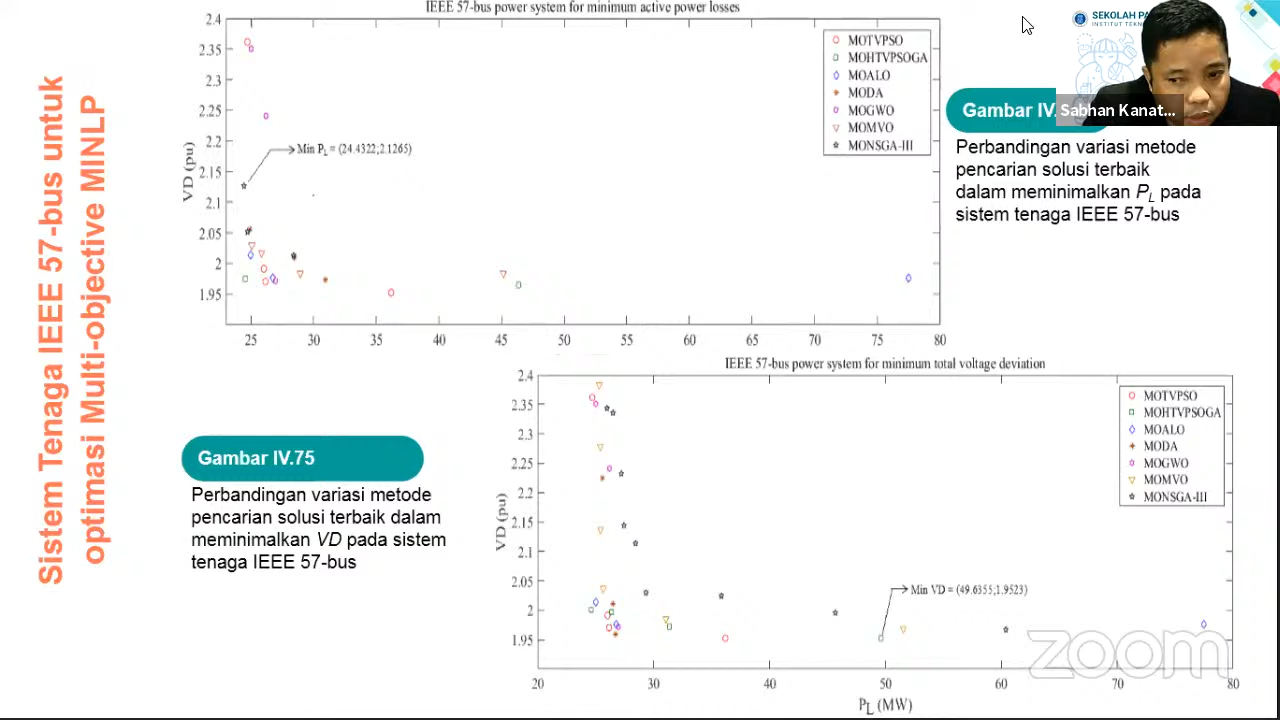 Sistem Tenaga IEEE 57-bus untuk
optimasi Multi-objective MINLP
IEEE 57-bus power system for minimum active power losses
2.4
2.35
2.3
2.25
2.2
2.15
2.1
2.05
2
1.95
VD (pu)
Min PL = (24.4322;2.1265)
MOTVPSO
MOHTVPSOGA
MOALO
MODA
MOGWO
MOMVO
MONSGA-III
25 30 35 40 45 50 55 60 65 70 75 80
SEKOLAH PA
INSTITUT TEKN
Sabhan Kanat...
Gambar IV.
Perbandingan variasi metode
pencarian solusi terbaik
dalam meminimalkan PL pada
sistem tenaga IEEE 57-bus
Gambar IV.75
Perbandingan variasi metode
pencarian solusi terbaik dalam
meminimalkan VD pada sistem
tenaga IEEE 57-bus
IEEE 57-bus power system for minimum total voltage deviation
2.4
2.35
2.3
2.25
2.2
2.15
2.1
2.05
2
1.95
VD (pu)
Min VD = (49.6355;1.9523)
MOTVPSO
MOHTVPSOGA
MOALO
MODA
MOGWO
MOMVO
MONSGA-III
20 30 40 50 60 70 80
PL (MW)
zoom